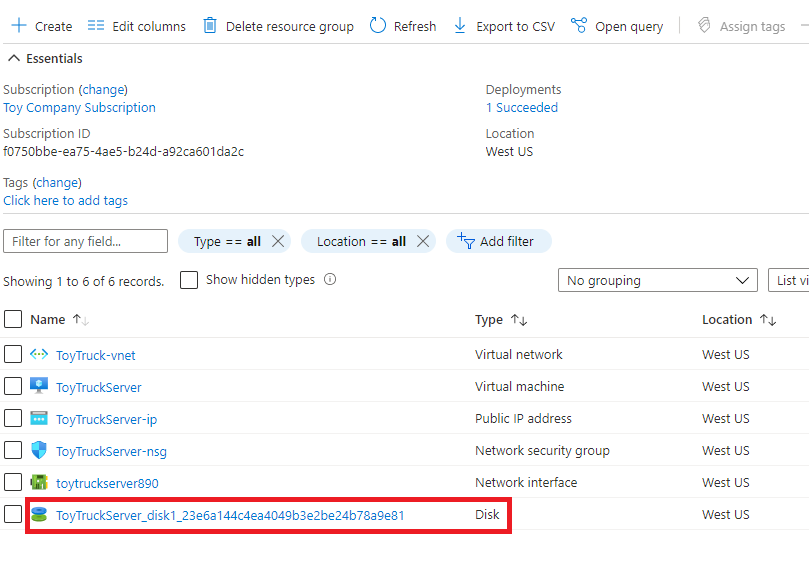 Create Edit columns Delete resource group Refresh Export to CSV Open query Assign tags
Essentials
Subscription (change)
Toy Company Subscription
Subscription ID
f0750bbe-ea75-4ae5-b24d-a92ca601da2c
Tags (change)
Click here to add tags
Deployments
1 Succeeded
Location
West US
Filter for any field... Type == all Location == all Add filter
Showing 1 to 6 of 6 records. Show hidden types No grouping List vi
Name Type Location
ToyTruck-vnet Virtual network West US
ToyTruckServer Virtual machine West US
ToyTruckServer-ip Public IP address West US
ToyTruckServer-nsg Network security group West US
toytruckserver890 Network interface West US
ToyTruckServer_disk1_23e6a144c4ea4049b3e2be24b78a9e81 Disk West US